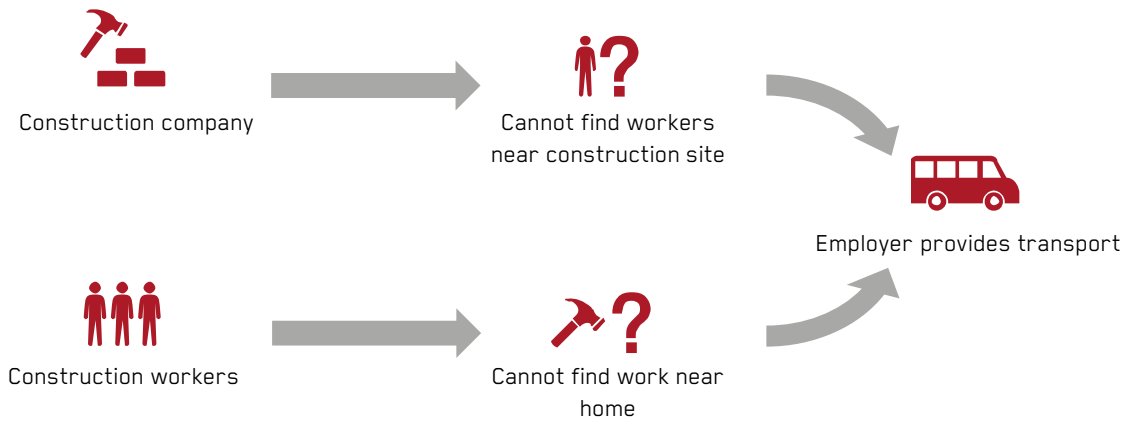 Construction company
Cannot find workers
near construction site
Employer provides transport
Construction workers
Cannot find work near
home